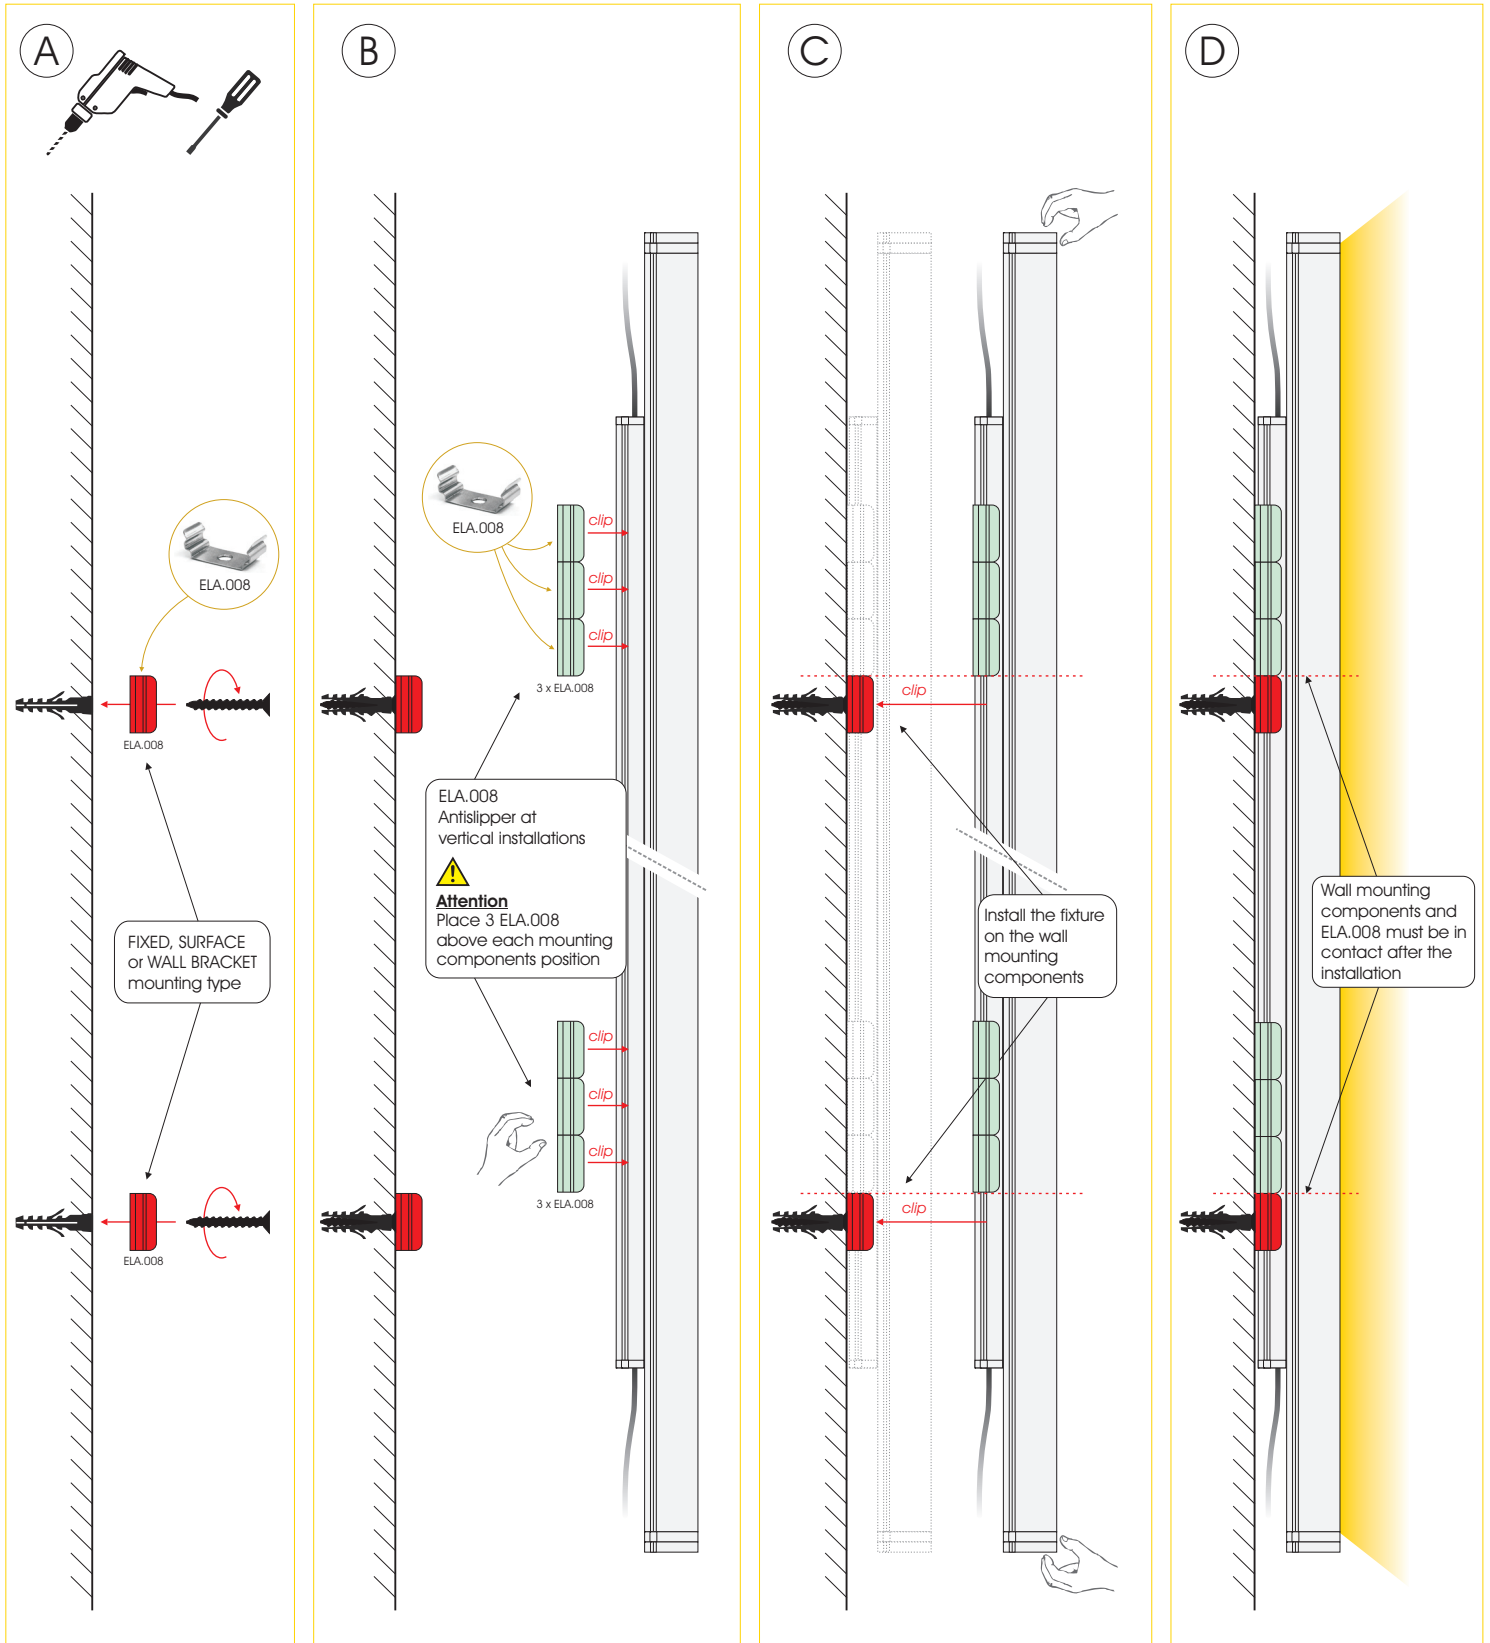 A
ELA.008
ELA.008
FIXED, SURFACE
or WALL BRACKET
mounting type
ELA.008
B
ELA.008
clip
clip
clip
3 x ELA.008
ELA.008
Antislipper at
vertical installations
Attention
Place 3 ELA.008
above each mounting
components position
clip
clip
clip
3 x ELA.008
C
clip
Install the fixture
on the wall
mounting
components
clip
D
Wall mounting
components and
ELA.008 must be in
contact after the
installation